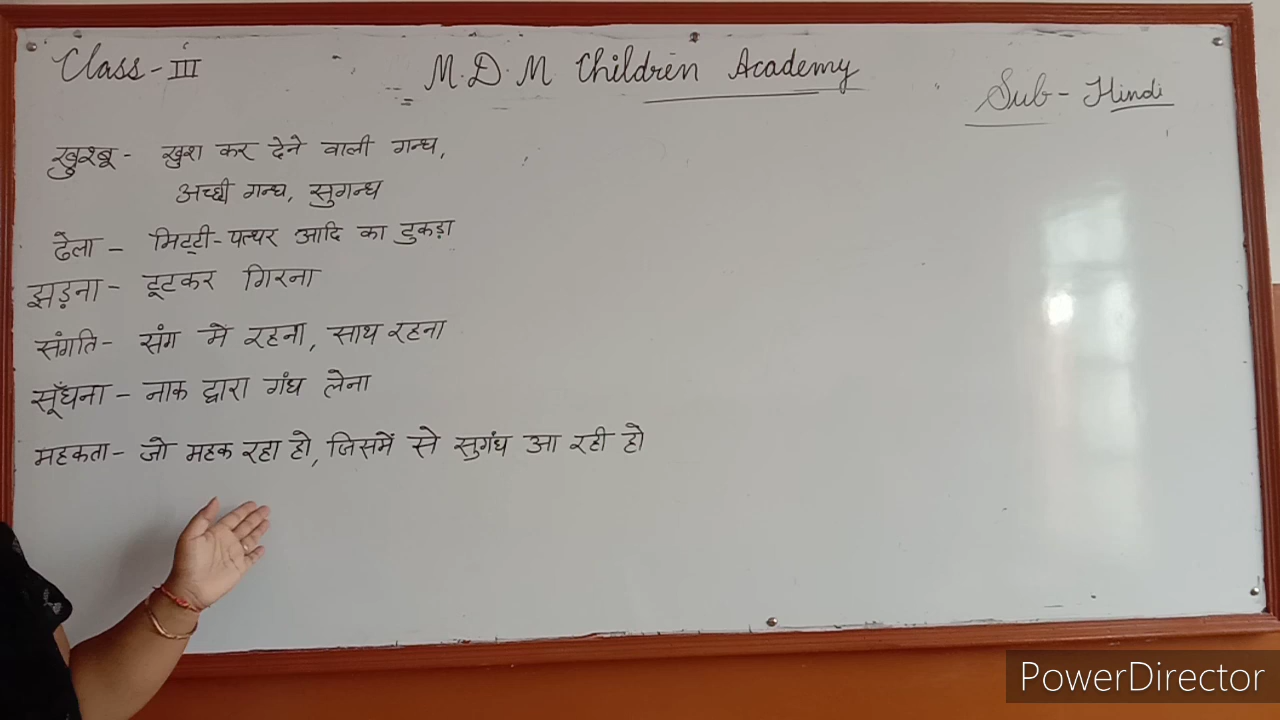 Class - III
M.D.M Children Academy
Sub - Hindi
खुश्बू - खुश कर देने वाली गन्ध,
अच्छी गन्ध, सुगन्ध
ढेला - मिट्टी-पत्थर आदि का टुकड़ा
झड़ना - टूटकर गिरना
संगति - संग मे रहना, साथ रहना
सूँघना - नाक द्वारा गंध लेना
महकता - जो महक रहा हो, जिसमें से सुगंध आ रही हो
PowerDirector